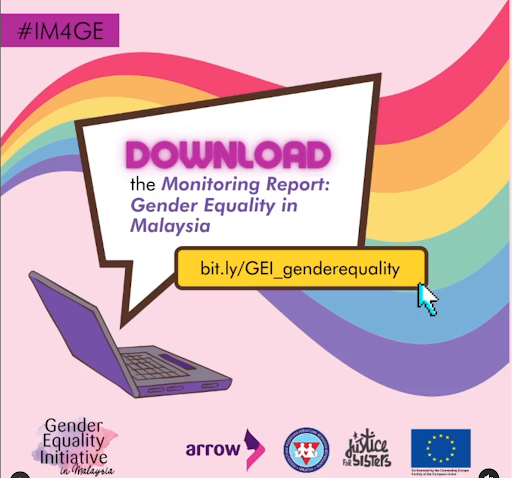 #IM4GE
DOWNLOAD
the Monitoring Report:
Gender Equality in
Malaysia
bit.ly/GEI_genderequality
Gender
Equality
Initiative
in Malaysia
arrow
Justice
FOR SISTERS